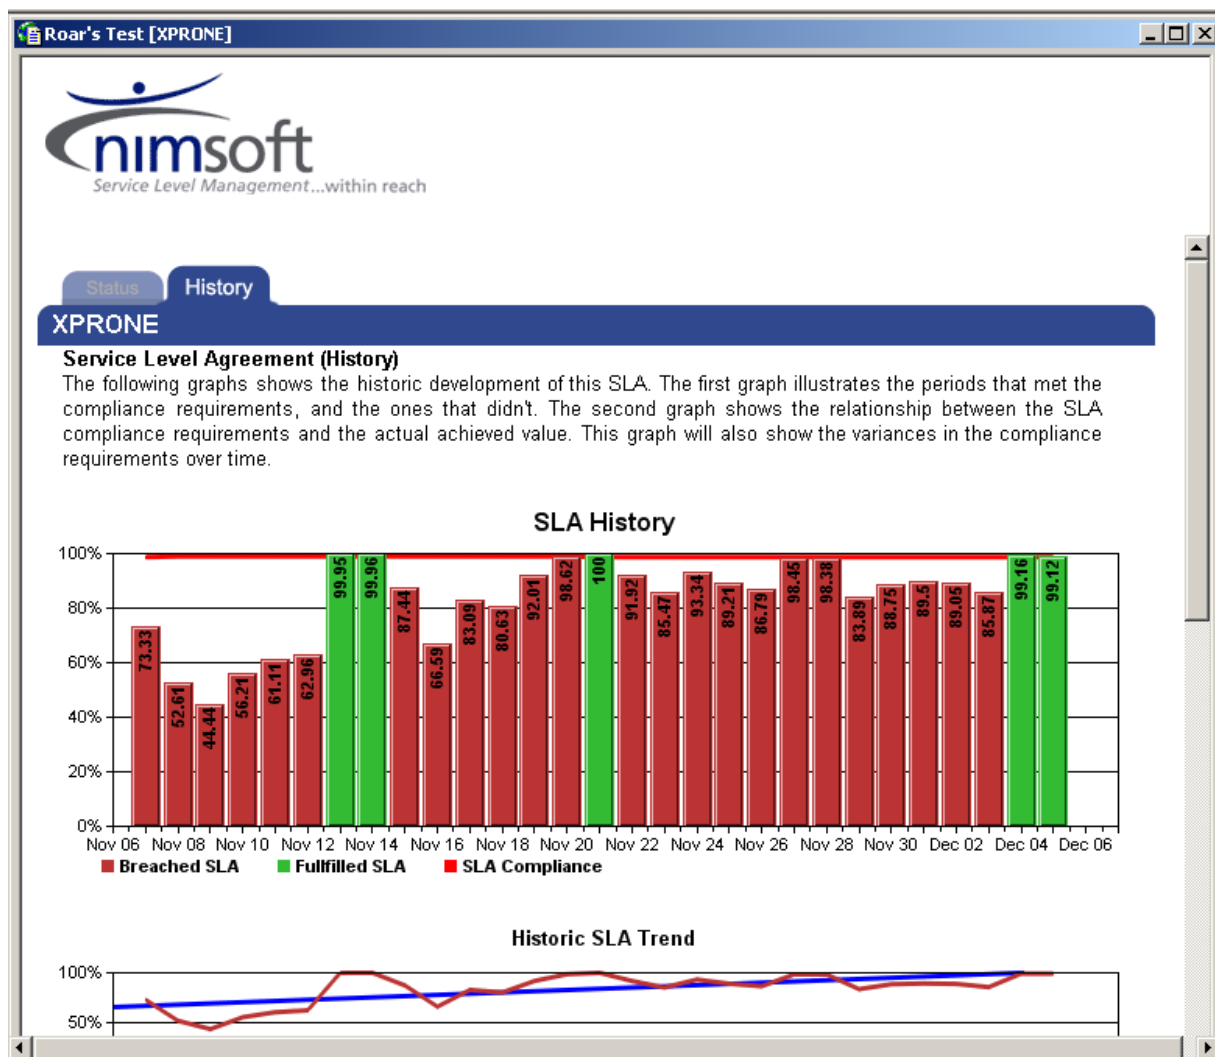 Roar's Test [XPRONE]
nimsoft
Service Level Management...within reach
Status
History
XPRONE
Service Level Agreement (History)
The following graphs shows the historic development of this SLA. The first graph illustrates the periods that met the
compliance requirements, and the ones that didn't. The second graph shows the relationship between the SLA
compliance requirements and the actual achieved value. This graph will also show the variances in the compliance
requirements over time.
SLA History
100%
80%
60%
40%
20%
0%
73.33
52.61
44.44
56.21
61.11
62.96
99.95
99.96
87.44
66.59
83.09
80.63
92.01
98.62
100
91.92
85.47
93.34
89.21
86.79
98.45
98.38
83.89
88.75
89.5
89.05
85.87
99.16
99.12
Nov 06 Nov 08 Nov 10 Nov 12 Nov 14 Nov 16 Nov 18 Nov 20 Nov 22 Nov 24 Nov 26 Nov 28 Nov 30 Dec 02 Dec 04 Dec 06
Breached SLA Fullfilled SLA SLA Compliance
Historic SLA Trend
100%
50%